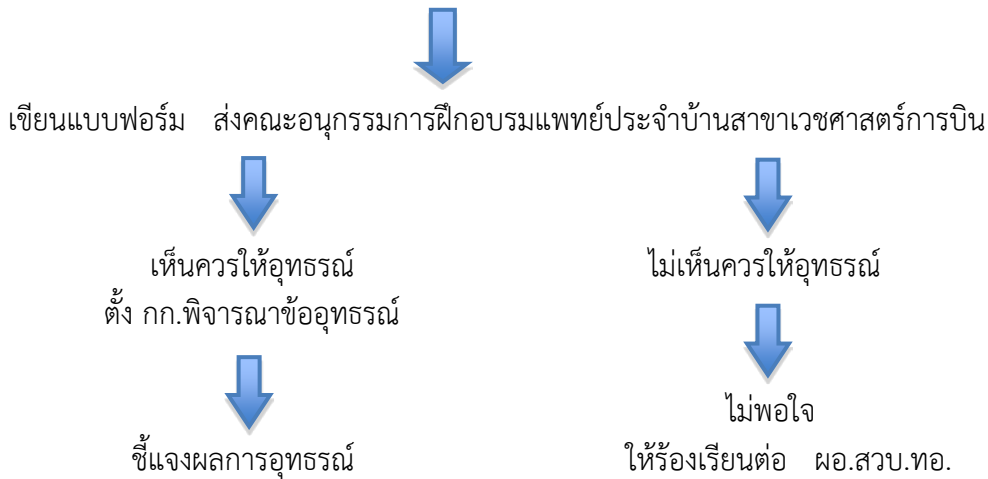 เขียนแบบฟอร์ม ส่งคณะอนุกรรมการฝึกอบรมแพทย์ประจำบ้านสาขาเวชศาสตร์การบิน
เห็นควรให้อุทธรณ์
ตั้ง กก.พิจารณาข้ออุทธรณ์
ชี้แจงผลการอุทธรณ์
ไม่เห็นควรให้อุทธรณ์
ไม่พอใจ
ให้ร้องเรียนต่อ ผอ.สวบ.ทอ.